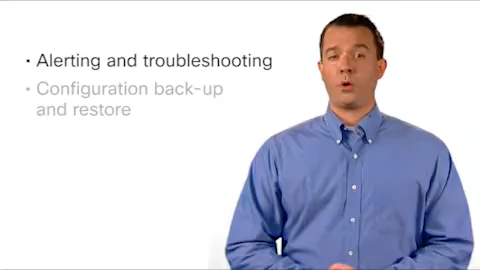 • Alerting and troubleshooting
• Configuration back-up
and restore